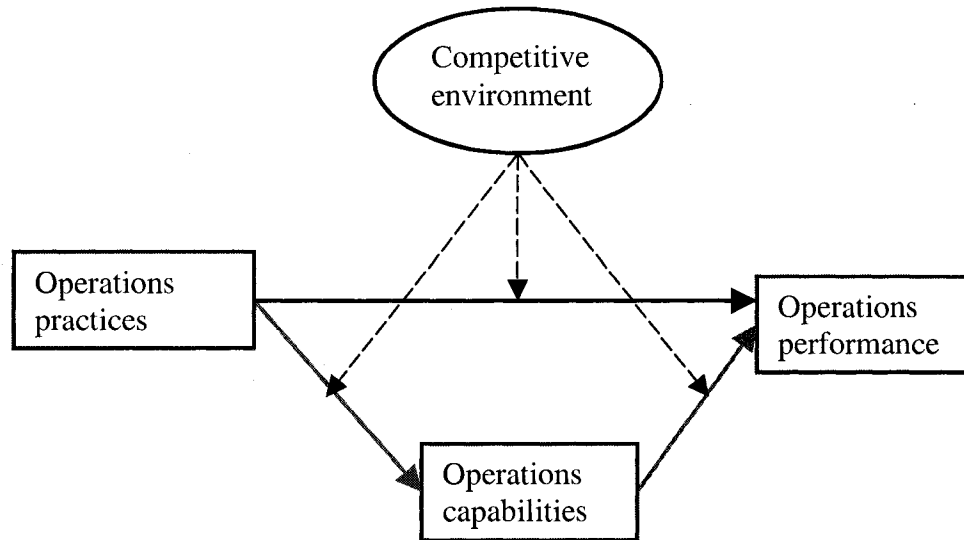 Competitive
environment
Operations
practices
Operations
performance
Operations
capabilities